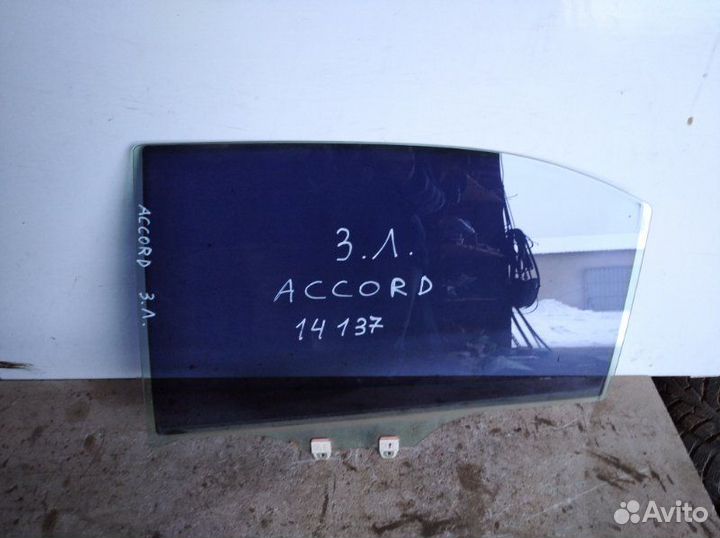 З.Л.
ACCORD
14137
ACCORD З.Л.
Avito